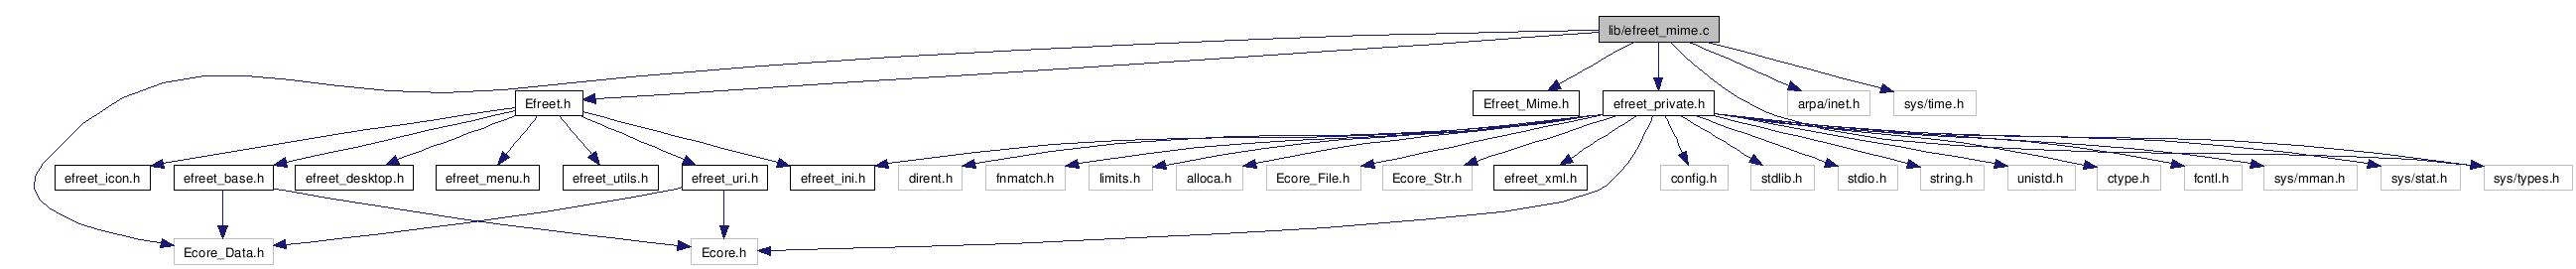 lib/efreet_mime.c
Efreet.h
Efreet_Mime.h
efreet_private.h
arpa/inet.h
sys/time.h
efreet_icon.h
efreet_base.h
efreet_desktop.h
efreet_menu.h
efreet_utils.h
efreet_uri.h
efreet_ini.h
dirent.h
fnmatch.h
limits.h
alloca.h
Ecore_File.h
Ecore_Str.h
efreet_xml.h
config.h
stdlib.h
stdio.h
string.h
unistd.h
ctype.h
fcntl.h
sys/mman.h
sys/stat.h
sys/types.h
Ecore_Data.h
Ecore.h